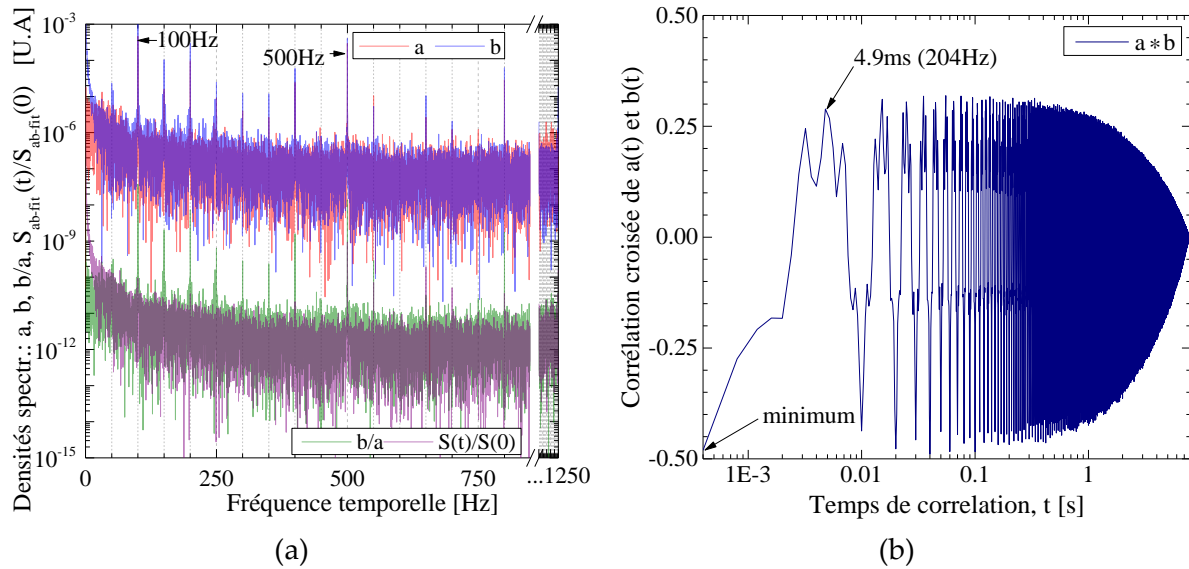 Densités spectr.: a, b, b/a, S_ab-fit (t)/S_ab-fit(0) [U.A]
10^-3
10^-6
10^-9
10^-12
10^-15
100Hz
500Hz
a b
b/a S(t)/S(0)
0 250 500 750 ...1250
Fréquence temporelle [Hz]
(a)
Corrélation croisée de a(t) et b(t)
0.50
0.25
0.00
-0.25
-0.50
a∗b
4.9ms (204Hz)
minimum
1E-3 0.01 0.1 1
Temps de correlation, t [s]
(b)